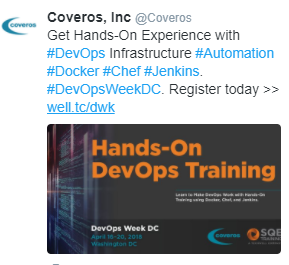 coveros
Coveros, Inc @Coveros
Get Hands-On Experience with
#DevOps Infrastructure #Automation
#Docker #Chef #Jenkins.
#DevOpsWeekDC. Register today >>
well.tc/dwk
Hands-On
DevOps Training
Learn to Make DevOps Work with Hands-On
Training using Docker, Chef, and Jenkins.
DevOps Week DC
April 18–20, 2018
Washington DC
coveros
SQE